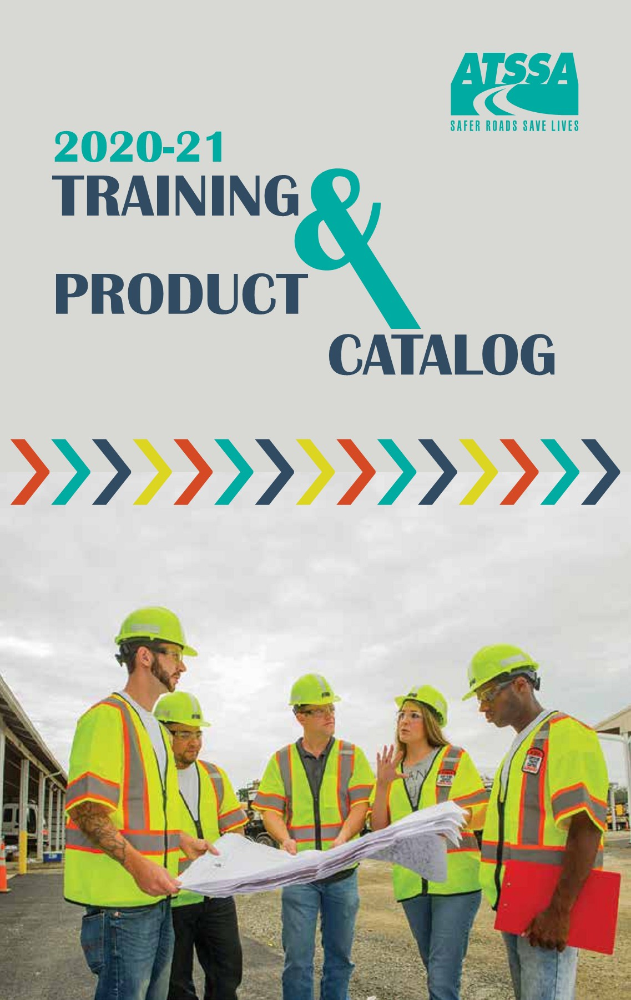 ATSSA
SAFER ROADS SAVE LIVES
2020-21
TRAINING &
PRODUCT
CATALOG